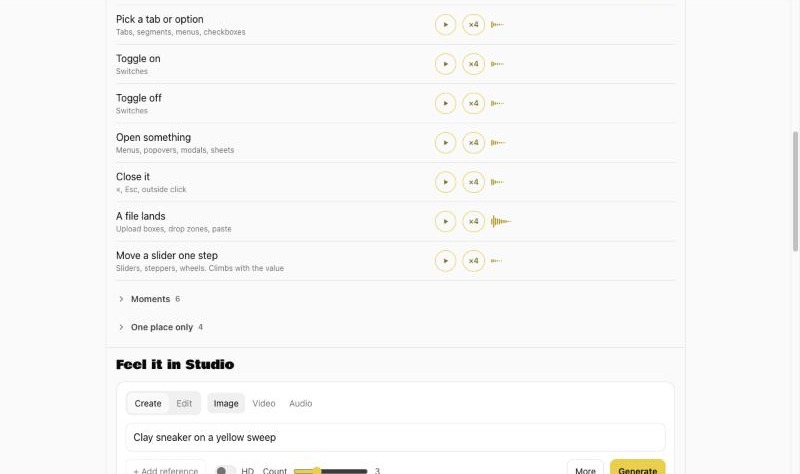 Pick a tab or option
Tabs, segments, menus, checkboxes
×4
Toggle on
Switches
×4
Toggle off
Switches
×4
Open something
Menus, popovers, modals, sheets
×4
Close it
×, Esc, outside click
×4
A file lands
Upload boxes, drop zones, paste
×4
Move a slider one step
Sliders, steppers, wheels. Climbs with the value
×4
Moments 6
One place only 4
Feel it in Studio
Create Edit Image Video Audio
Clay sneaker on a yellow sweep
+ Add reference HD Count 3 More Generate